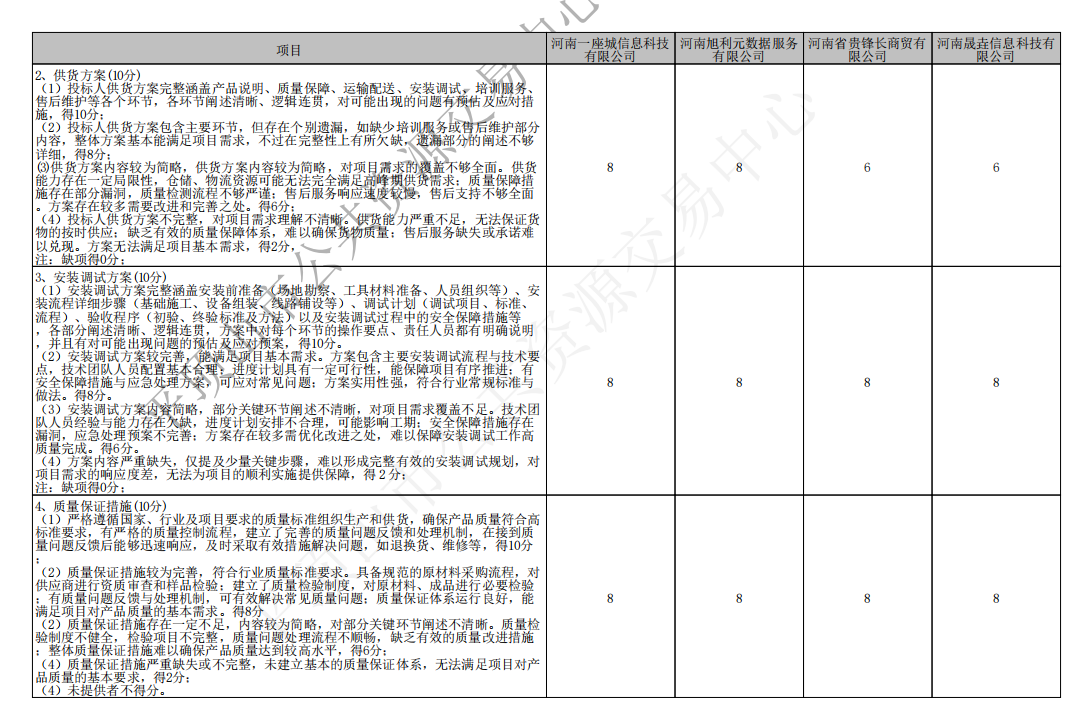 项目
河南一座城信息科技有限公司
河南旭利元数据服务有限公司
河南省贵锋长商贸有限公司
河南晟垚信息科技有限公司
2、供货方案(10分)
（1）投标人供货方案完整涵盖产品说明、质量保障、运输配送、安装调试，培训服务、
售后维护等各个环节，各环节阐述清晰、逻辑连贯，对可能出现的问题有预估及应对措
施，得10分；
（2）投标人供货方案包含主要环节，但存在个别遗漏，如缺少培训服务或售后维护部分
内容，整体方案基本能满足项目需求，不过在完整性上有所欠缺，遗漏部分的阐述不够
详细，得8分；
(3)供货方案内容较为简略，供货方案内容较为简略，对项目需求的覆盖不够全面。供货
能力存在一定局限性，仓储、物流资源可能无法完全满足高峰期供货需求；质量保障措
施存在部分漏洞，质量检测流程不够严谨；售后服务响应速度较慢，售后支持不够全面
。方案存在较多需要改进和完善之处。得6分；
（4）投标人供货方案不完整，对项目需求理解不清晰。供货能力严重不足，无法保证货
物的按时供应；缺乏有效的质量保障体系，难以确保货物质量；售后服务缺失或承诺难
以兑现。方案无法满足项目基本需求，得2分，
注：缺项得0分；
8
8
6
6
3、安装调试方案(10分)
（1）安装调试方案完整涵盖安装前准备（场地勘察、工具材料准备、人员组织等）、安
装流程详细步骤（基础施工、设备组装、线路铺设等）、调试计划（调试项目、标准、
流程）、验收程序（初验、终验标准及方法）以及安装调试过程中的安全保障措施等
，各部分阐述清晰、逻辑连贯，方案中对每个环节的操作要点、责任人员都有明确说明
，并且有对可能出现问题的预估及应对预案，得10分。
（2）安装调试方案较完善，能满足项目基本需求。方案包含主要安装调试流程与技术要
点，技术团队人员配置基本合理；进度计划具有一定可行性，能保障项目有序推进；有
安全保障措施与应急处理方案，可应对常见问题；方案实用性强，符合行业常规标准与
做法。得8分。
（3）安装调试方案内容简略，部分关键环节阐述不清晰，对项目需求覆盖不足。技术团
队人员经验与能力存在欠缺，进度计划安排不合理，可能影响工期；安全保障措施存在
漏洞，应急处理预案不完善；方案存在较多需优化改进之处，难以保障安装调试工作高
质量完成。得6分。
（4）方案内容严重缺失，仅提及少量关键步骤，难以形成完整有效的安装调试规划，对
项目需求的响应度差，无法为项目的顺利实施提供保障，得 2 分；
注：缺项得0分；
8
8
8
8
4、质量保证措施(10分)
（1）严格遵循国家、行业及项目要求的质量标准组织生产和供货，确保产品质量符合高
标准要求，有严格的质量控制流程，建立了完善的质量问题反馈和处理机制，在接到质
量问题反馈后能够迅速响应，及时采取有效措施解决问题，如退换货、维修等，得10分
；
（2）质量保证措施较为完善，符合行业质量标准要求。具备规范的原材料采购流程，对
供应商进行资质审查和样品检验；建立了质量检验制度，对原材料、成品进行必要检验
；有质量问题反馈与处理机制，可有效解决常见质量问题；质量保证体系运行良好，能
满足项目对产品质量的基本需求。得8分
（2）质量保证措施存在一定不足，内容较为简略，对部分关键环节阐述不清晰。质量检
验制度不健全，检验项目不完整，质量问题处理流程不顺畅，缺乏有效的质量改进措施
；整体质量保证措施难以确保产品质量达到较高水平，得6分；
（4）质量保证措施严重缺失或不完整，未建立基本的质量保证体系，无法满足项目对产
品质量的基本要求，得2分；
（4）未提供者不得分。
8
8
8
8